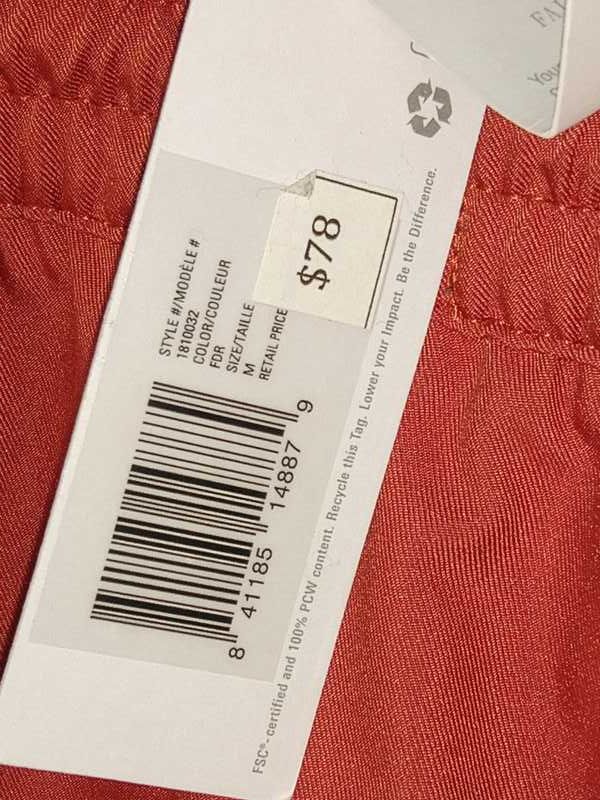 STYLE #/MODÈLE #
1810032
COLOR/COULEUR
FDR
SIZE/TAILLE
M
RETAIL PRICE
$78
8 41185 14887 9
FSC®-certified and 100% PCW content. Recycle this Tag. Lower your Impact. Be the Difference.